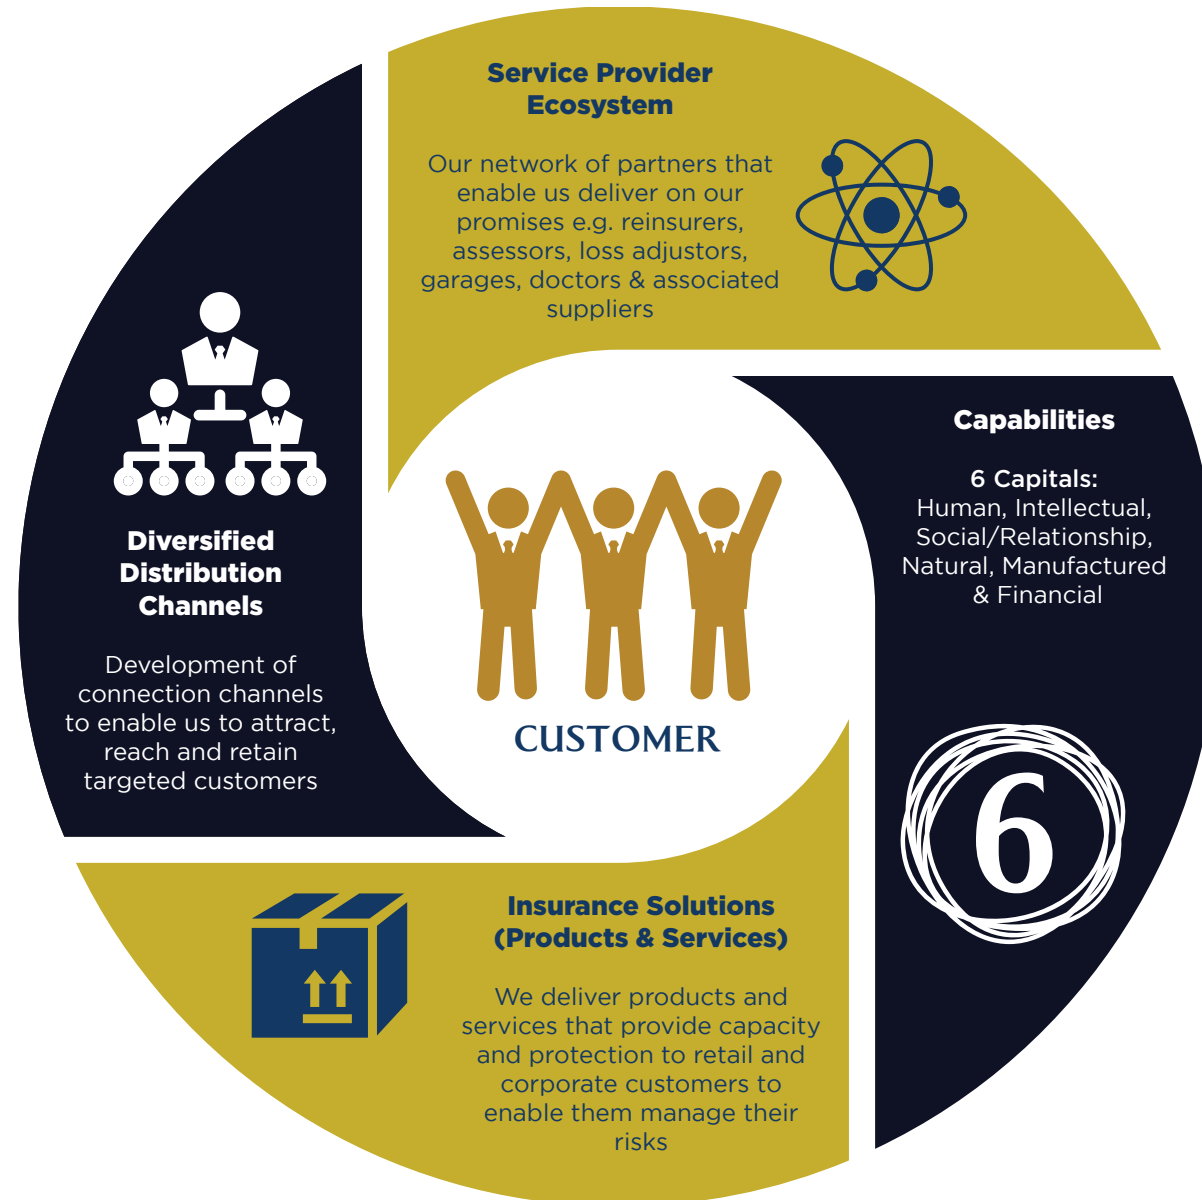 Service Provider
Ecosystem
Our network of partners that
enable us deliver on our
promises e.g. reinsurers,
assessors, loss adjustors,
garages, doctors & associated
suppliers
Capabilities
6 Capitals:
Human, Intellectual,
Social/Relationship,
Natural, Manufactured
& Financial
6
Diversified
Distribution
Channels
Development of
connection channels
to enable us to attract,
reach and retain
targeted customers
CUSTOMER
Insurance Solutions
(Products & Services)
We deliver products and
services that provide capacity
and protection to retail and
corporate customers to
enable them manage their
risks